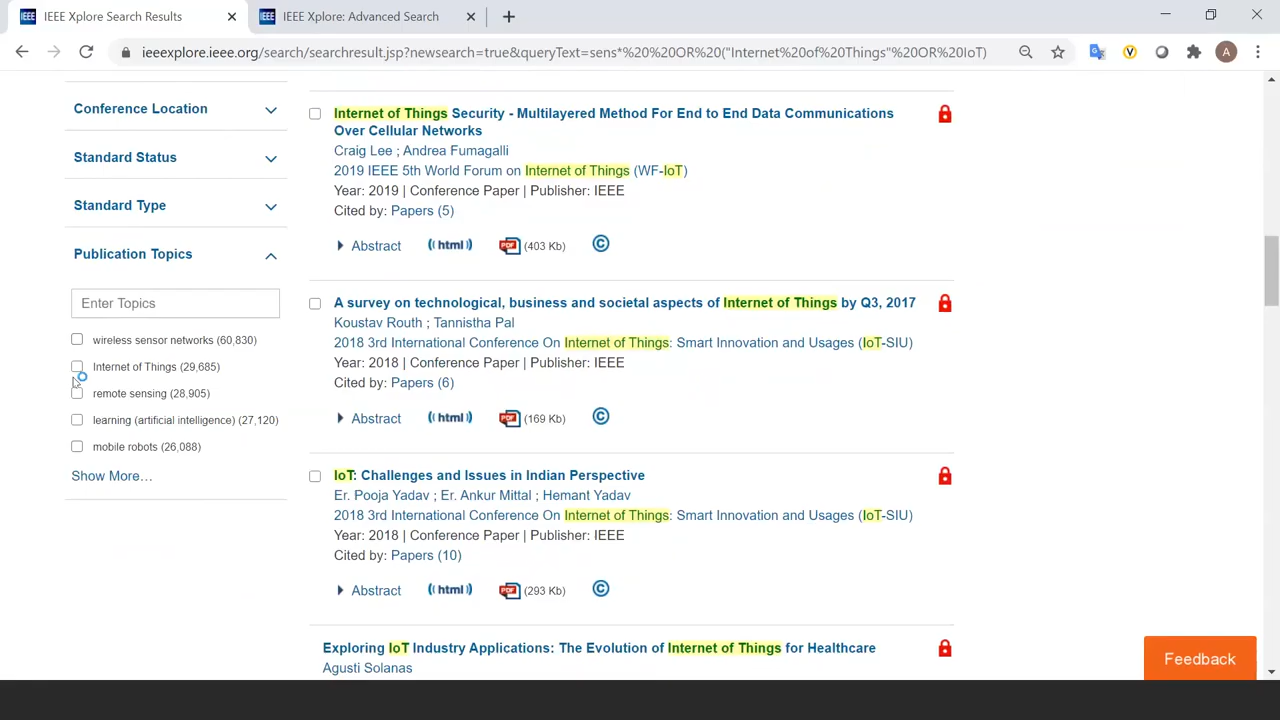 IEEE IEEE Xplore Search Results
IEEE IEEE Xplore: Advanced Search
ieeexplore.ieee.org/search/searchresult.jsp?newsearch=true&queryText=sens*%20%20OR%20("Internet%20of%20Things"%20OR%20IoT)
V
A
Conference Location
Standard Status
Standard Type
Publication Topics
Enter Topics
wireless sensor networks (60,830)
Internet of Things (29,685)
remote sensing (28,905)
learning (artificial intelligence) (27,120)
mobile robots (26,088)
Show More...
Internet of Things Security - Multilayered Method For End to End Data Communications
Over Cellular Networks
Craig Lee ; Andrea Fumagalli
2019 IEEE 5th World Forum on Internet of Things (WF-IoT)
Year: 2019 | Conference Paper | Publisher: IEEE
Cited by: Papers (5)
Abstract ((html)) PDF (403 Kb) ©
A survey on technological, business and societal aspects of Internet of Things by Q3, 2017
Koustav Routh ; Tannistha Pal
2018 3rd International Conference On Internet of Things: Smart Innovation and Usages (IoT-SIU)
Year: 2018 | Conference Paper | Publisher: IEEE
Cited by: Papers (6)
Abstract ((html)) PDF (169 Kb) ©
IoT: Challenges and Issues in Indian Perspective
Er. Pooja Yadav ; Er. Ankur Mittal ; Hemant Yadav
2018 3rd International Conference On Internet of Things: Smart Innovation and Usages (IoT-SIU)
Year: 2018 | Conference Paper | Publisher: IEEE
Cited by: Papers (10)
Abstract ((html)) PDF (293 Kb) ©
Exploring IoT Industry Applications: The Evolution of Internet of Things for Healthcare
Agusti Solanas
Feedback